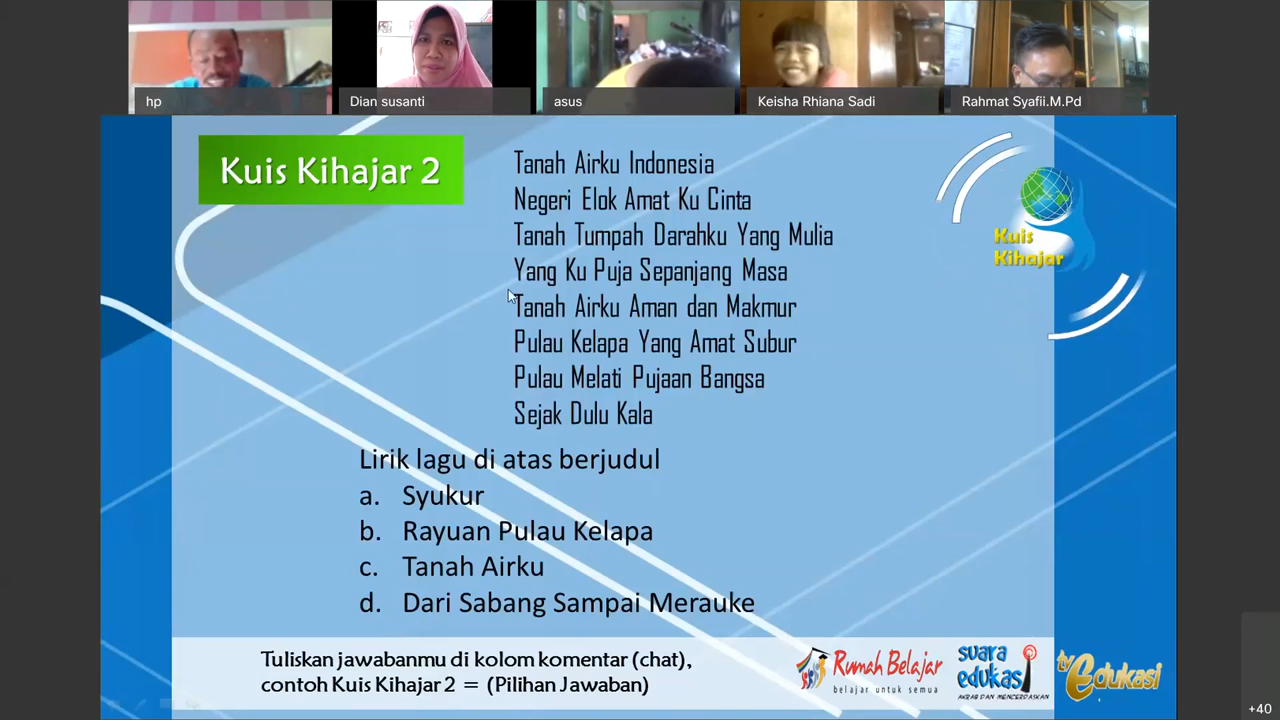 hp
Dian susanti
asus
Keisha Rhiana Sadi
Rahmat Syafii.M.Pd
Kuis Kihajar 2
Tanah Airku Indonesia
Negeri Elok Amat Ku Cinta
Tanah Tumpah Darahku Yang Mulia
Yang Ku Puja Sepanjang Masa
Tanah Airku Aman dan Makmur
Pulau Kelapa Yang Amat Subur
Pulau Melati Pujaan Bangsa
Sejak Dulu Kala
Kuis
Kihajar
Lirik lagu di atas berjudul
a. Syukur
b. Rayuan Pulau Kelapa
c. Tanah Airku
d. Dari Sabang Sampai Merauke
Tuliskan jawabanmu di kolom komentar (chat),
contoh Kuis Kihajar 2 = (Pilihan Jawaban)
Rumah Belajar
belajar untuk semua
suara
edukasi
AKRAB DAN MENCERDASKAN
tv edukasi
+40